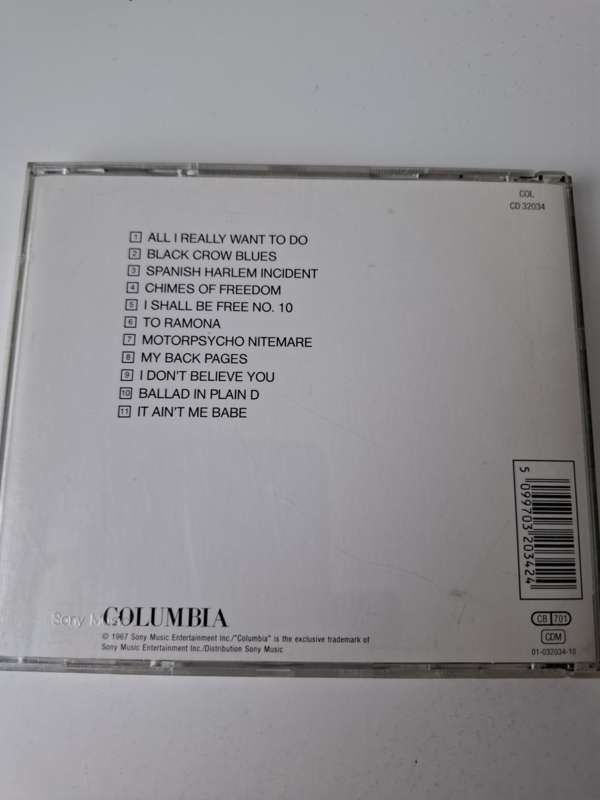 COL
CD 32034
1 ALL I REALLY WANT TO DO
2 BLACK CROW BLUES
3 SPANISH HARLEM INCIDENT
4 CHIMES OF FREEDOM
5 I SHALL BE FREE NO. 10
6 TO RAMONA
7 MOTORPSYCHO NITEMARE
8 MY BACK PAGES
9 I DON'T BELIEVE YOU
10 BALLAD IN PLAIN D
11 IT AIN'T ME BABE
5 099703 203424
Sony Music
COLUMBIA
© 1967 Sony Music Entertainment Inc./"Columbia" is the exclusive trademark of
Sony Music Entertainment Inc./Distribution Sony Music
CB 701
CDM
01-032034-10